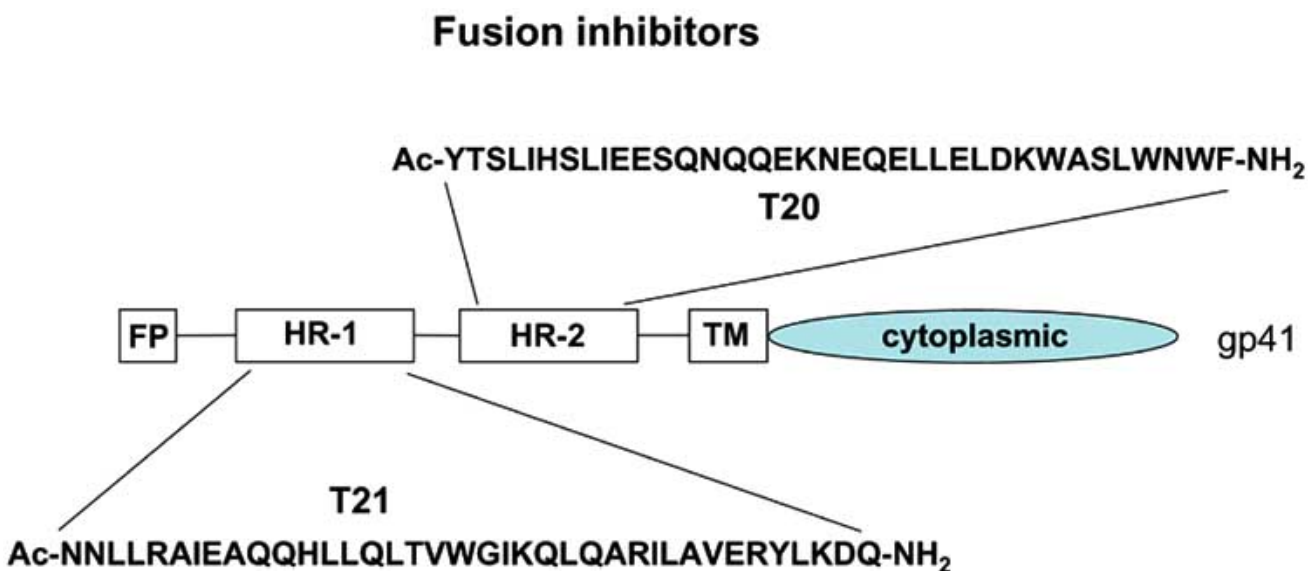 Fusion inhibitors
Ac-YTSLIHSLIEESQNQQEKNEQELLELDKWASLWNWF-NH₂
T20
FP HR-1 HR-2 TM cytoplasmic gp41
T21
Ac-NNLLRAIEAQQHLLQLTVWGIKQLQARILAVERYLKDQ-NH₂